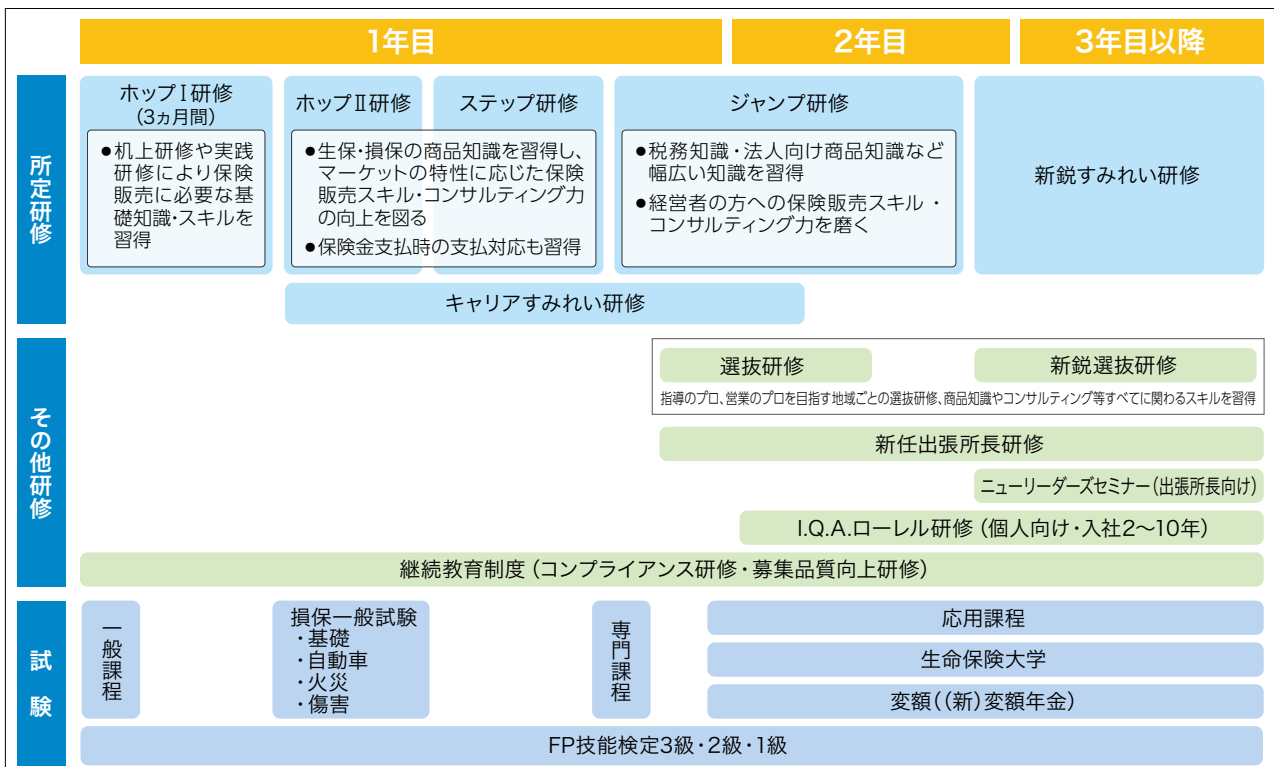 1年目
2年目
3年目以降
所定研修
ホップⅠ研修
(3ヵ月間)
●机上研修や実践
研修により保険
販売に必要な基
礎知識・スキルを
習得
ホップⅡ研修
ステップ研修
●生保・損保の商品知識を習得し、
マーケットの特性に応じた保険
販売スキル・コンサルティング力
の向上を図る
●保険金支払時の支払対応も習得
ジャンプ研修
●税務知識・法人向け商品知識など
幅広い知識を習得
●経営者の方への保険販売スキル・
コンサルティング力を磨く
新鋭すみれい研修
キャリアすみれい研修
その他研修
選抜研修
新鋭選抜研修
指導のプロ、営業のプロを目指す地域ごとの選抜研修、商品知識やコンサルティング等すべてに関わるスキルを習得
新任出張所長研修
ニューリーダーズセミナー(出張所長向け)
I.Q.A.ローレル研修(個人向け・入社2〜10年)
継続教育制度(コンプライアンス研修・募集品質向上研修)
試験
一般課程
損保一般試験
・基礎
・自動車
・火災
・傷害
専門課程
応用課程
生命保険大学
変額((新)変額年金)
FP技能検定3級・2級・1級